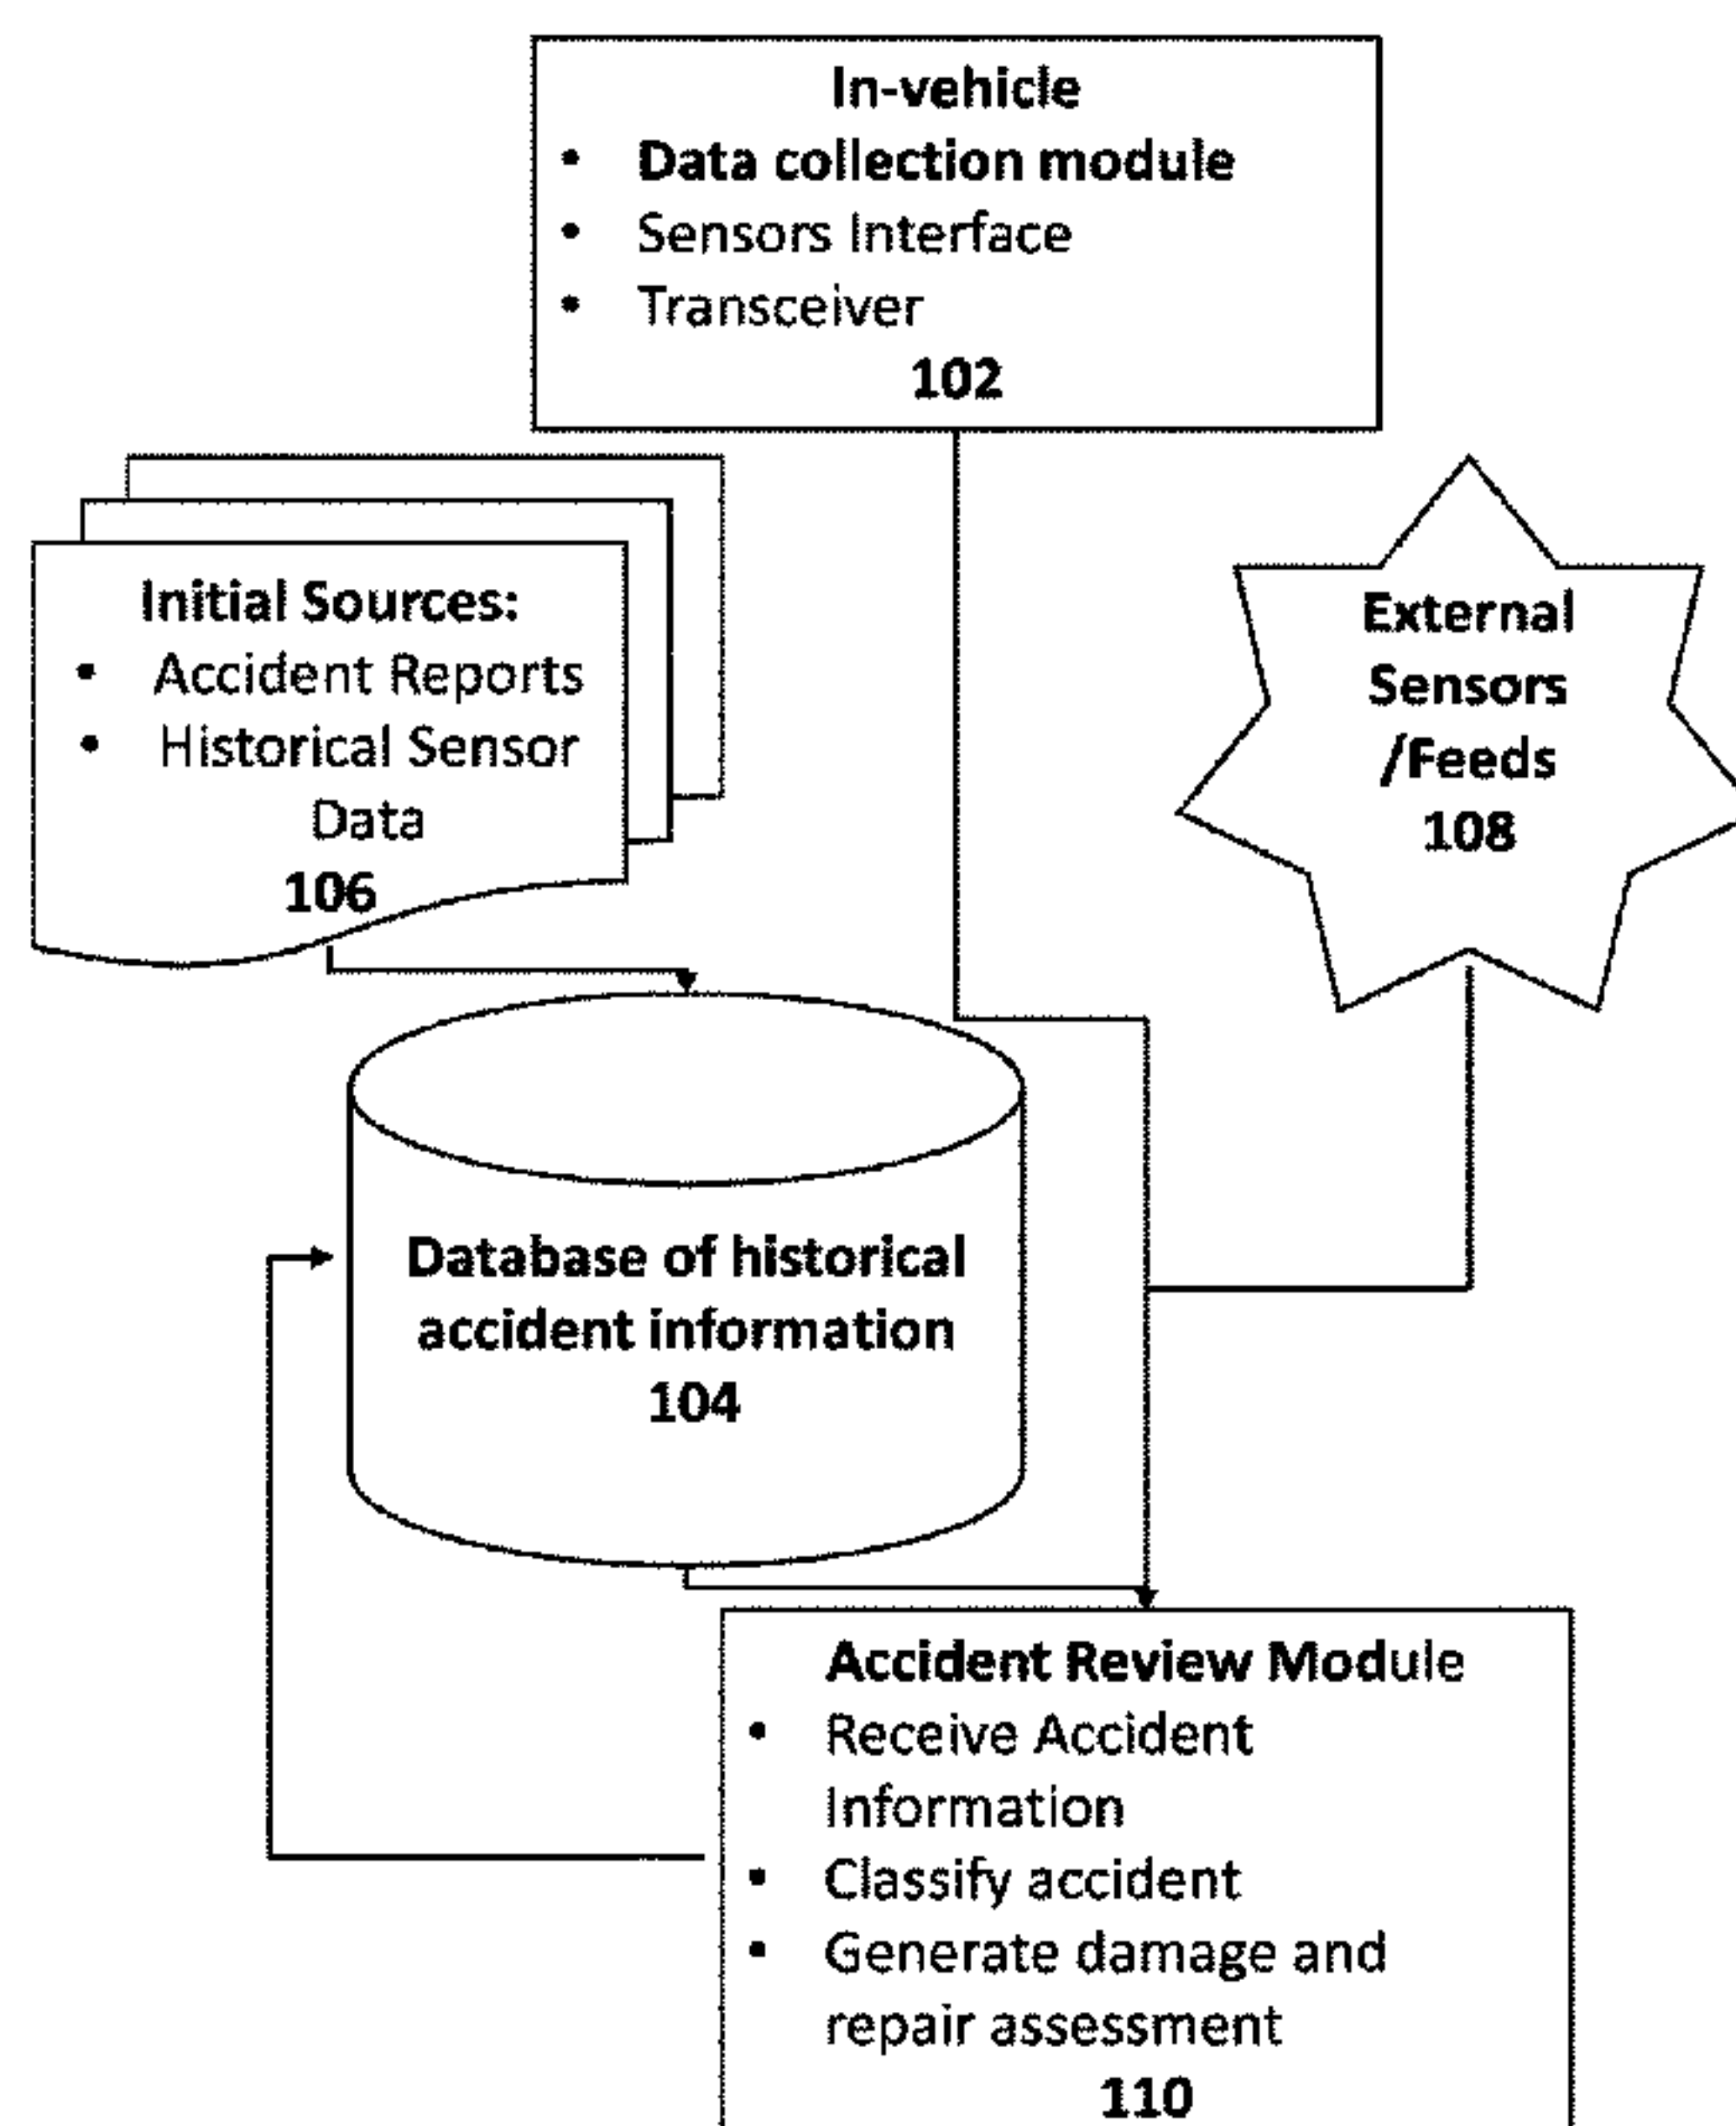 In-vehicle
• Data collection module
• Sensors Interface
• Transceiver
102
Initial Sources:
• Accident Reports
• Historical Sensor
Data
106
External
Sensors
/Feeds
108
Database of historical
accident information
104
Accident Review Module
• Receive Accident
Information
• Classify accident
• Generate damage and
repair assessment
110